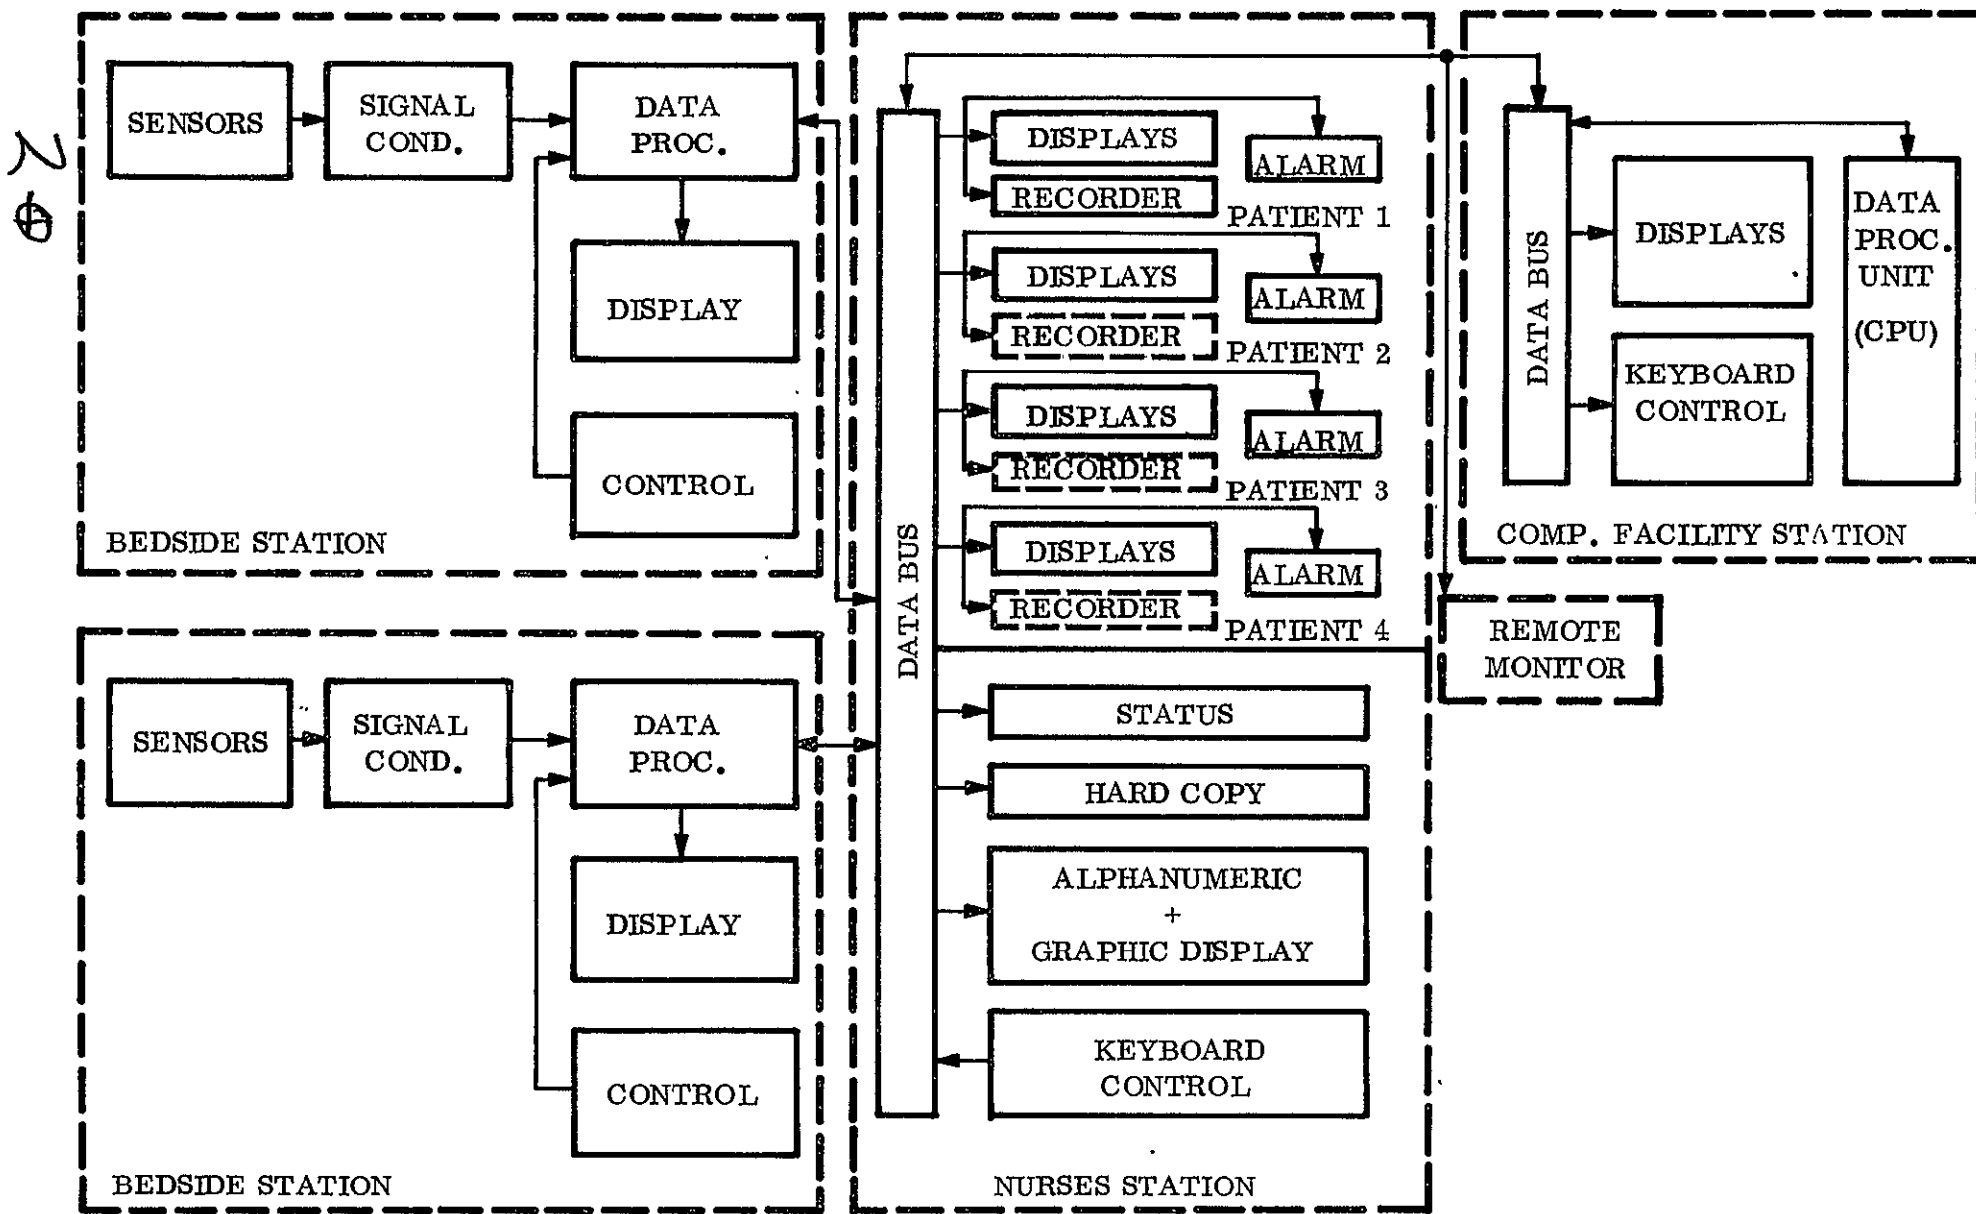 SENSORS
SIGNAL
COND.
DATA
PROC.
DISPLAY
CONTROL
BEDSIDE STATION
SENSORS
SIGNAL
COND.
DATA
PROC.
DISPLAY
CONTROL
BEDSIDE STATION
DATA BUS
DISPLAYS
ALARM
RECORDER
PATIENT 1
DISPLAYS
ALARM
RECORDER
PATIENT 2
DISPLAYS
ALARM
RECORDER
PATIENT 3
DISPLAYS
ALARM
RECORDER
PATIENT 4
STATUS
HARD COPY
ALPHANUMERIC
+
GRAPHIC DISPLAY
KEYBOARD
CONTROL
NURSES STATION
DATA BUS
DISPLAYS
KEYBOARD
CONTROL
DATA
PROC.
UNIT
(CPU)
COMP. FACILITY STATION
REMOTE
MONITOR